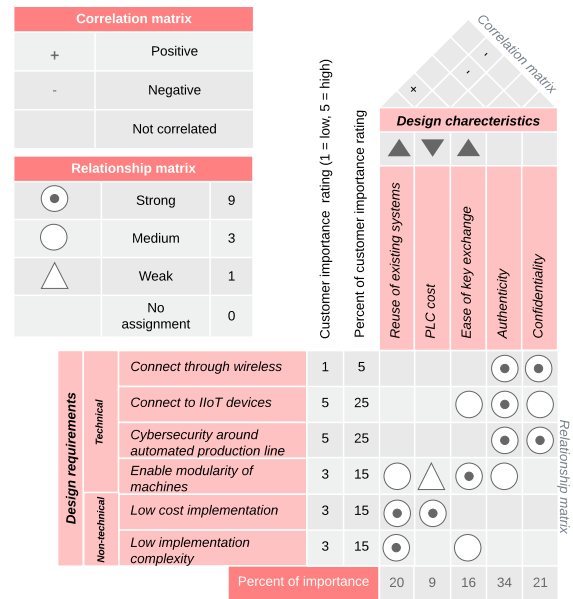 Correlation matrix
+ Positive
- Negative
Not correlated
Relationship matrix
Strong 9
Medium 3
Weak 1
No
assignment 0
Customer importance rating (1 = low, 5 = high)
Percent of customer importance rating
Correlation matrix
+
-
-
Design charecteristics
Reuse of existing systems
PLC cost
Ease of key exchange
Authenticity
Confidentiality
Design requirements
Technical
Connect through wireless 1 5
Connect to IIoT devices 5 25
Cybersecurity around
automated production line 5 25
Enable modularity of
machines 3 15
Non-technical
Low cost implementation 3 15
Low implementation
complexity 3 15
Relationship matrix
Percent of importance 20 9 16 34 21